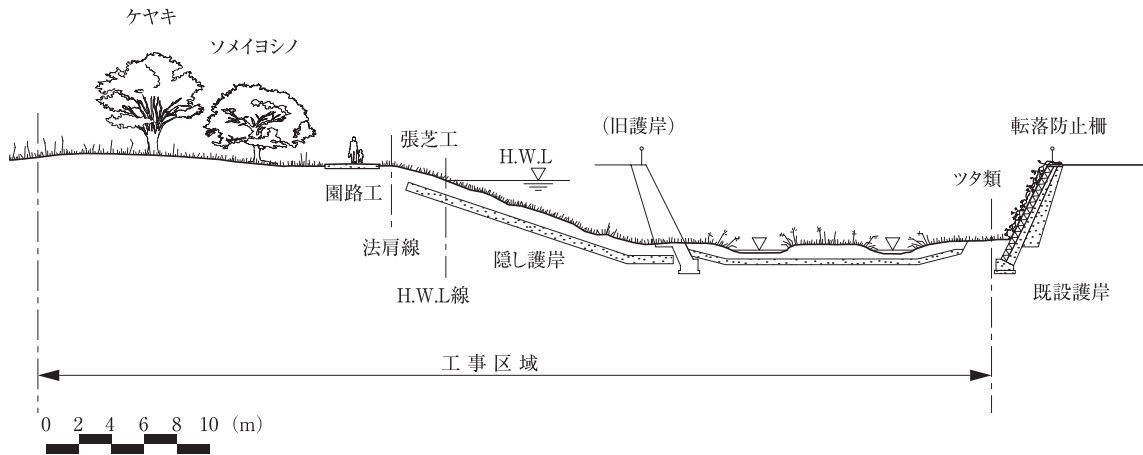 ケヤキ
ソメイヨシノ
張芝工
(旧護岸)
転落防止柵
H.W.L
ツタ類
園路工
法肩線
隠し護岸
H.W.L線
既設護岸
工事区域
0 2 4 6 8 10 (m)